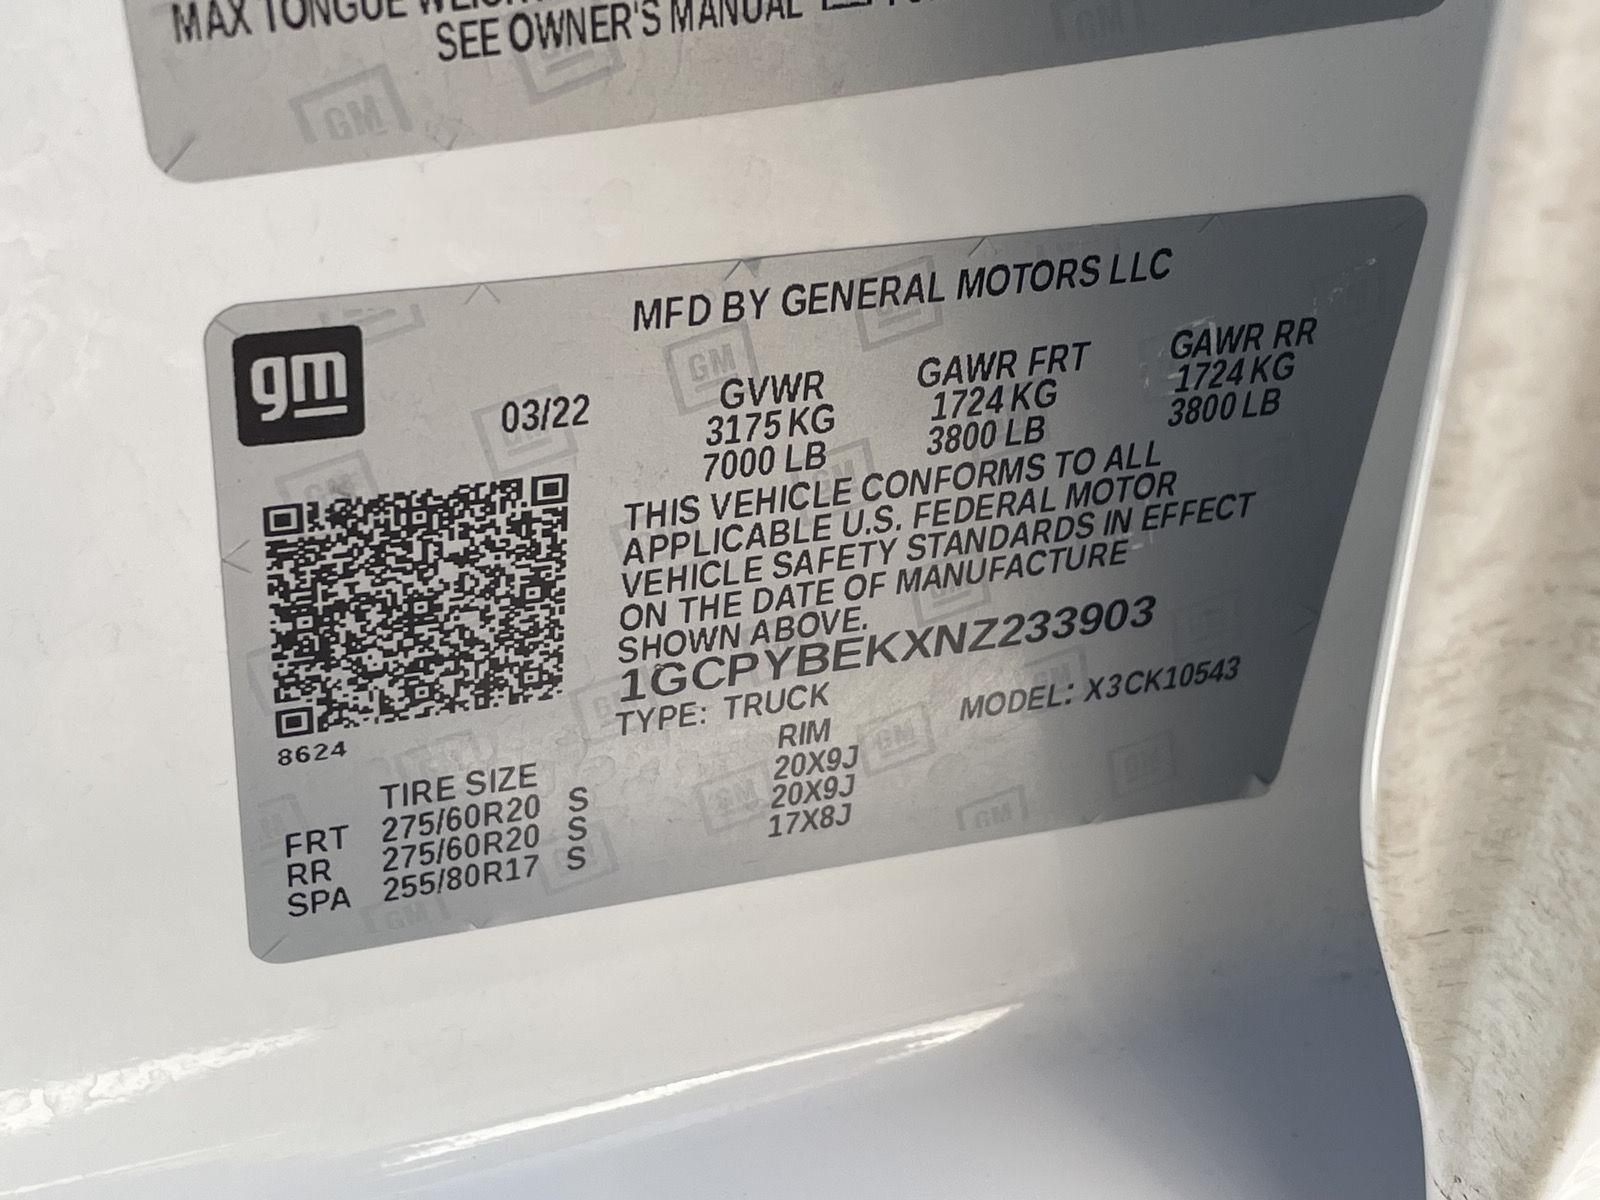 MAX TONGUE
SEE OWNER'S MANUAL
gm
MFD BY GENERAL MOTORS LLC
03/22
GVWR GAWR FRT GAWR RR
3175 KG 1724 KG 1724 KG
7000 LB 3800 LB 3800 LB
THIS VEHICLE CONFORMS TO ALL
APPLICABLE U.S. FEDERAL MOTOR
VEHICLE SAFETY STANDARDS IN EFFECT
ON THE DATE OF MANUFACTURE
SHOWN ABOVE.
1GCPYBEKXNZ233903
TYPE: TRUCK MODEL: X3CK10543
8624
TIRE SIZE RIM
FRT 275/60R20 S 20X9J
RR 275/60R20 S 20X9J
SPA 255/80R17 S 17X8J